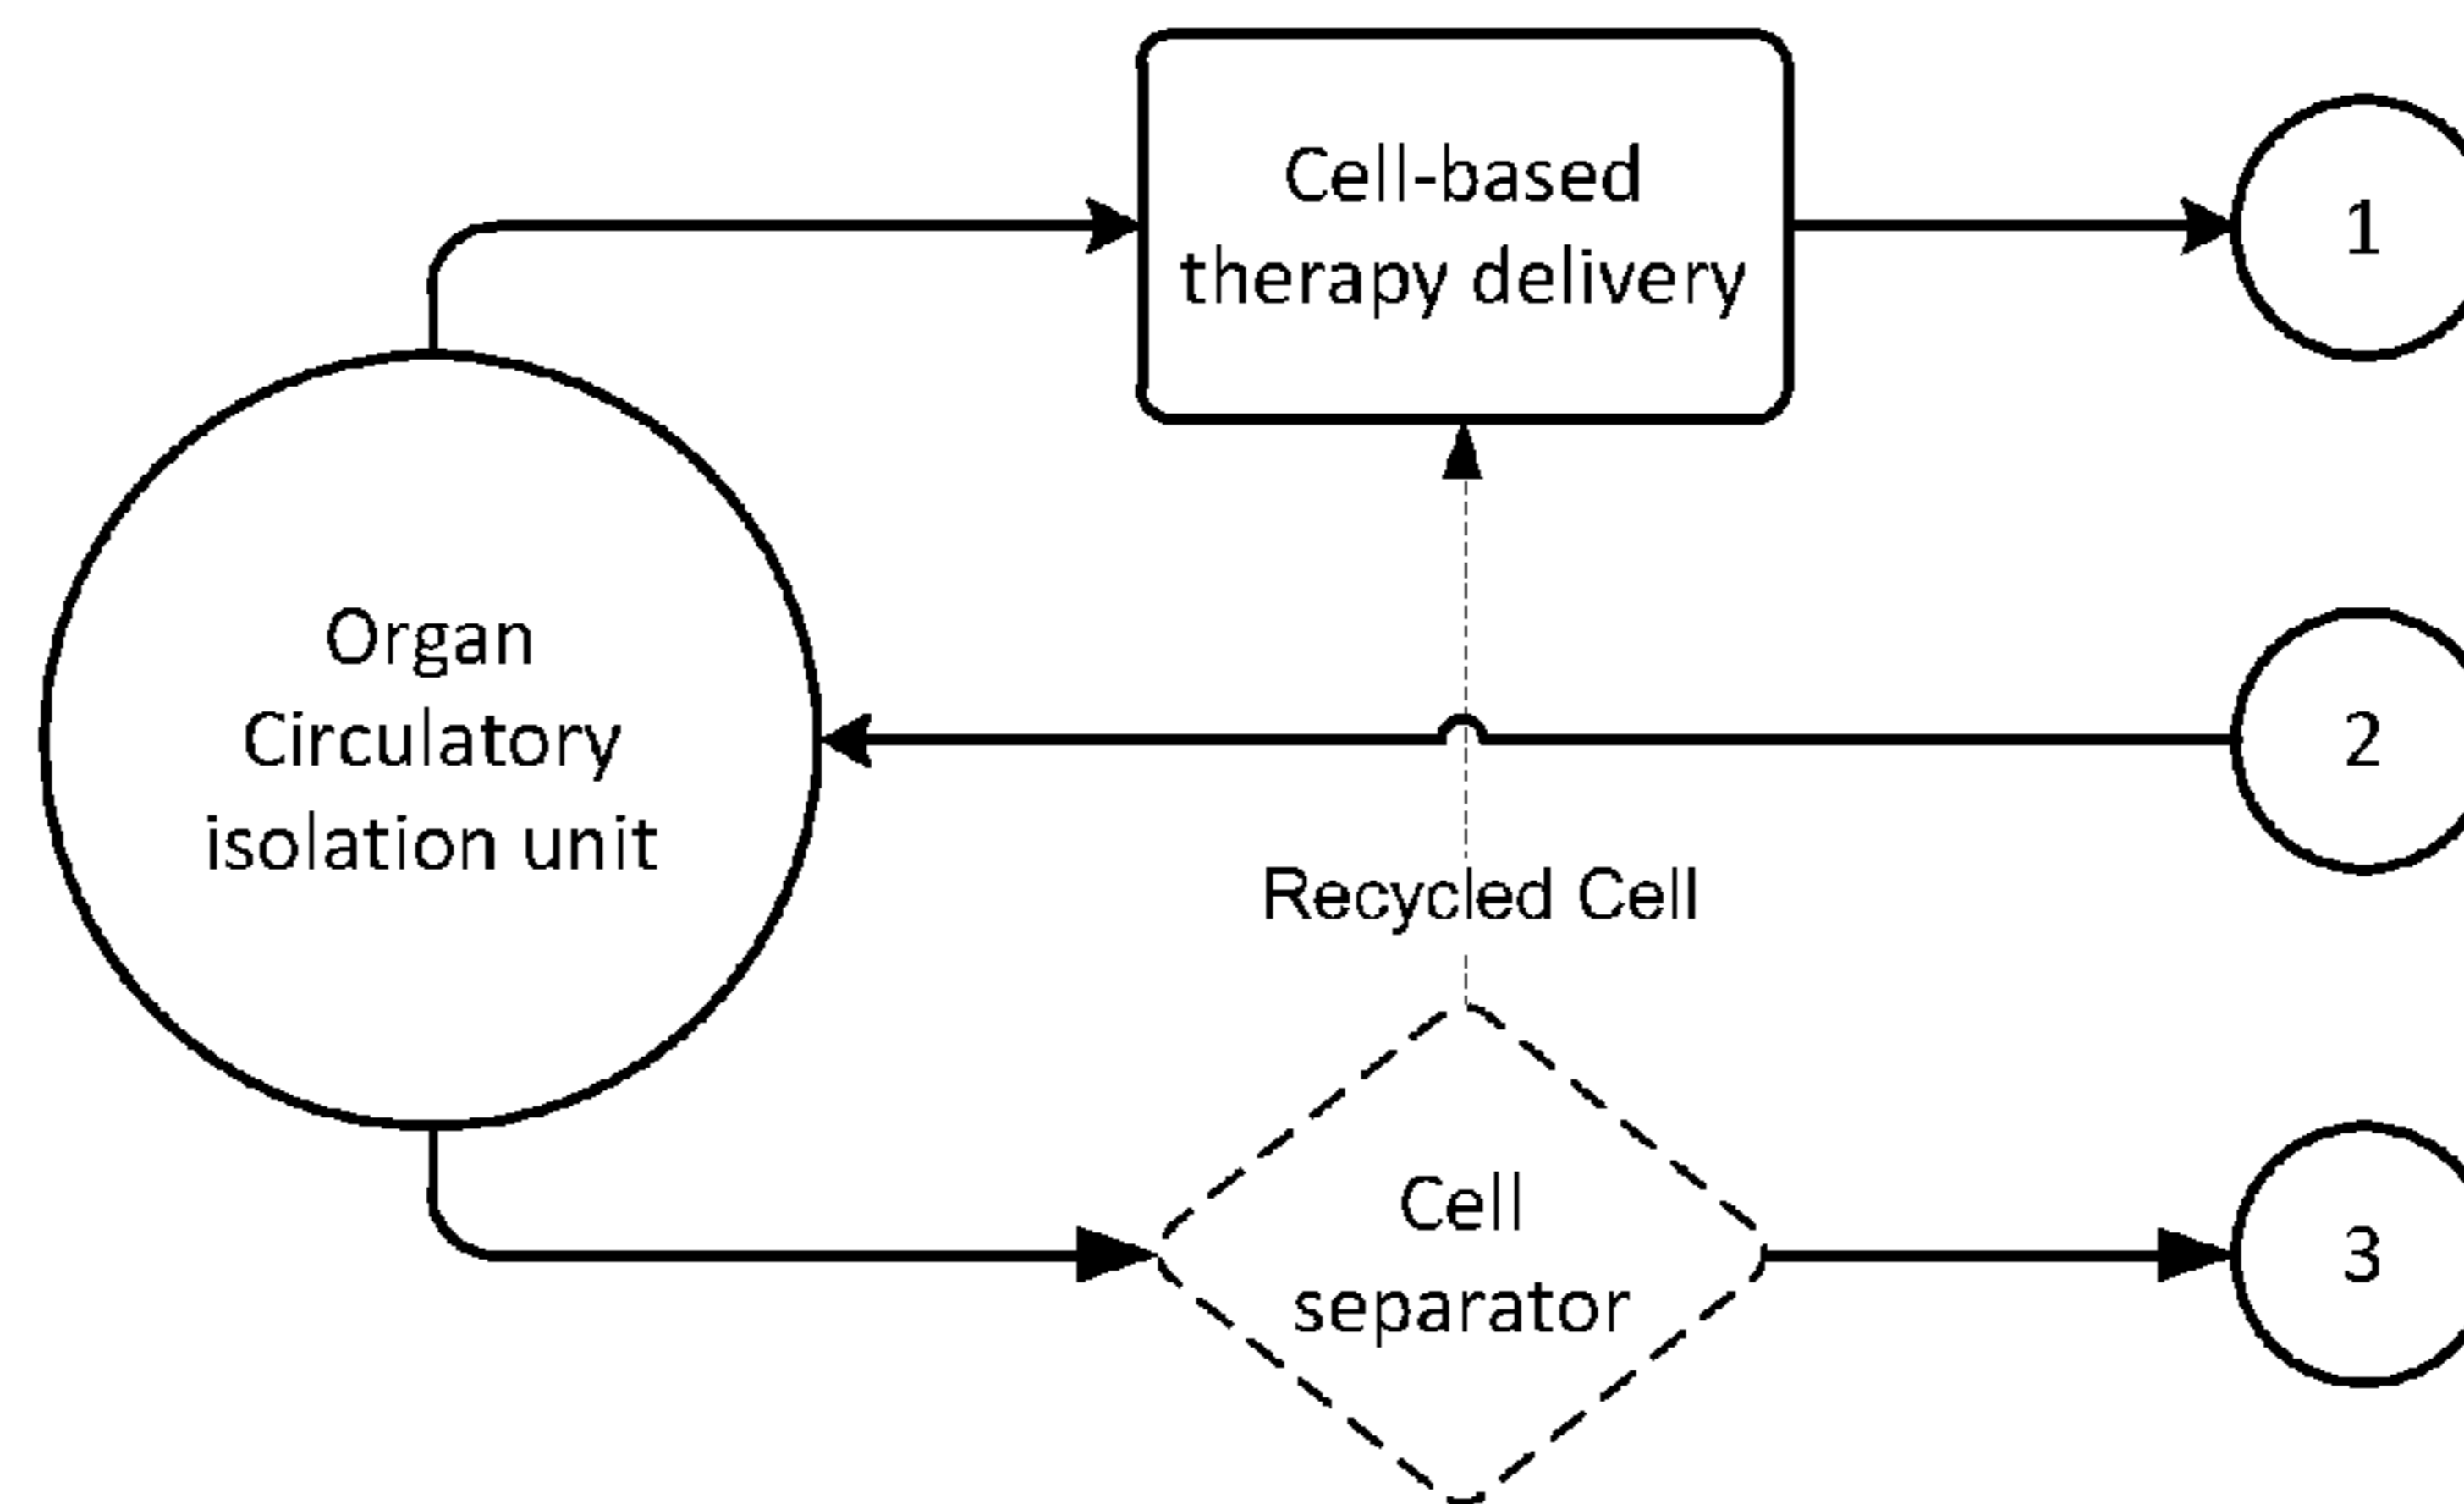 Cell-based
therapy delivery
1
Organ
Circulatory
isolation unit
2
Recycled Cell
Cell
separator
3